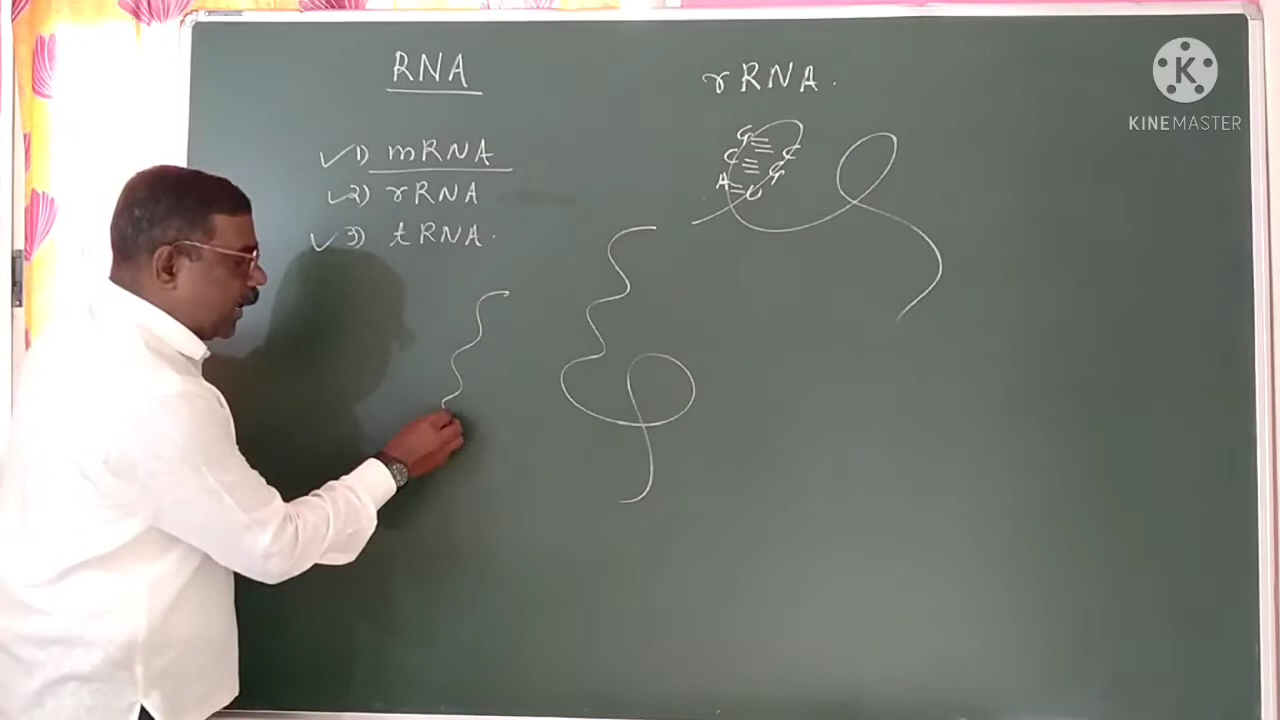 RNA
1) mRNA
2) rRNA
3) tRNA.
rRNA.
G≡C
C≡G
A=U
K
KINEMASTER